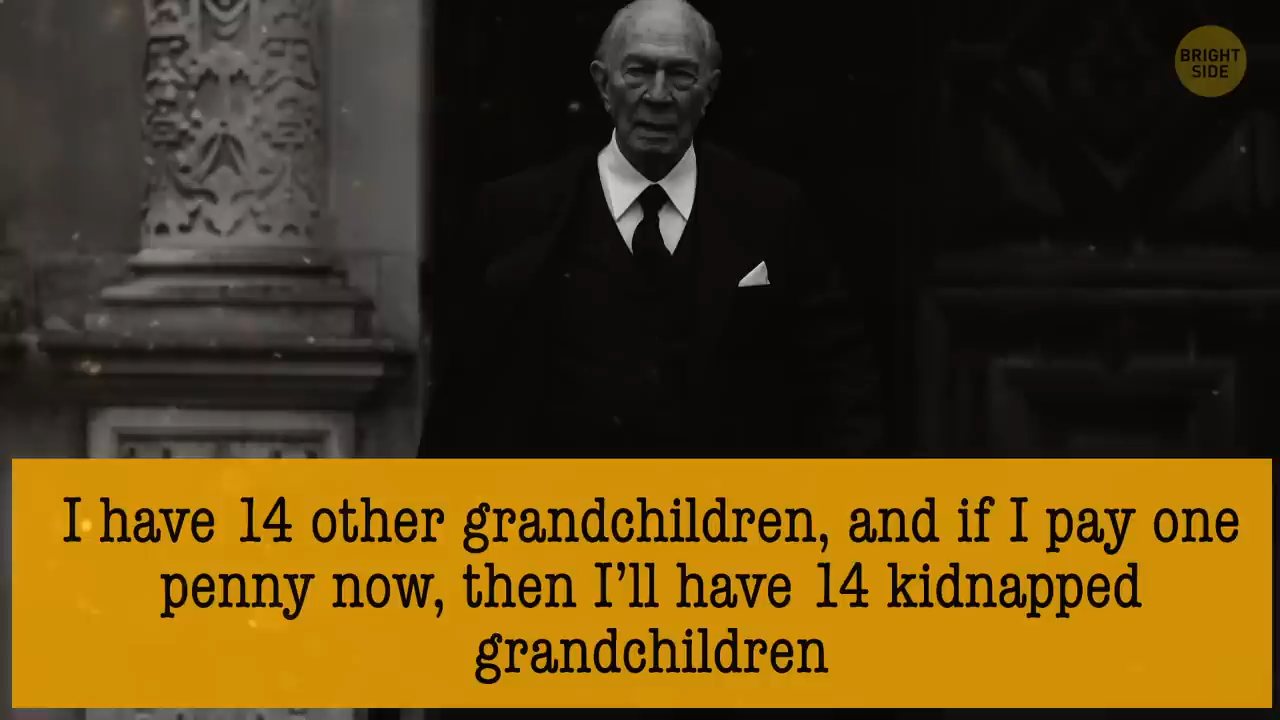 BRIGHT
SIDE
I have 14 other grandchildren, and if I pay one
penny now, then I’ll have 14 kidnapped
grandchildren